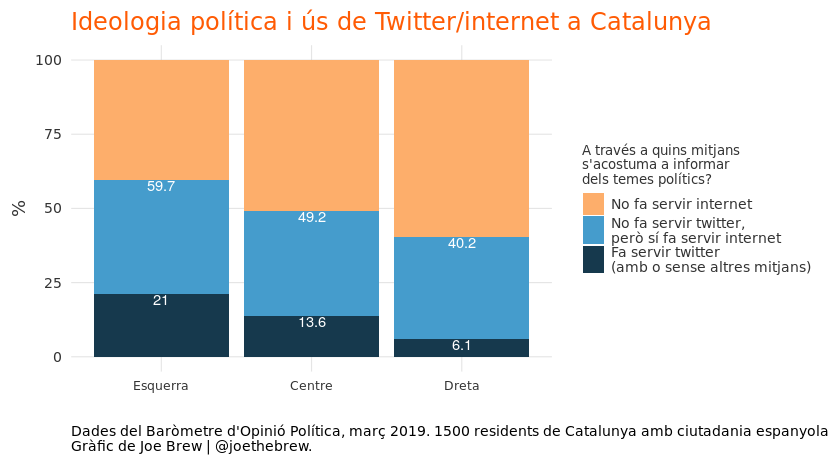 Ideologia política i ús de Twitter/internet a Catalunya
100
75
50
25
0
%
59.7
49.2
40.2
21
13.6
6.1
Esquerra
Centre
Dreta
A través a quins mitjans
s'acostuma a informar
dels temes polítics?
No fa servir internet
No fa servir twitter,
però sí fa servir internet
Fa servir twitter
(amb o sense altres mitjans)
Dades del Baròmetre d'Opinió Política, març 2019. 1500 residents de Catalunya amb ciutadania espanyola
Gràfic de Joe Brew | @joethebrew.